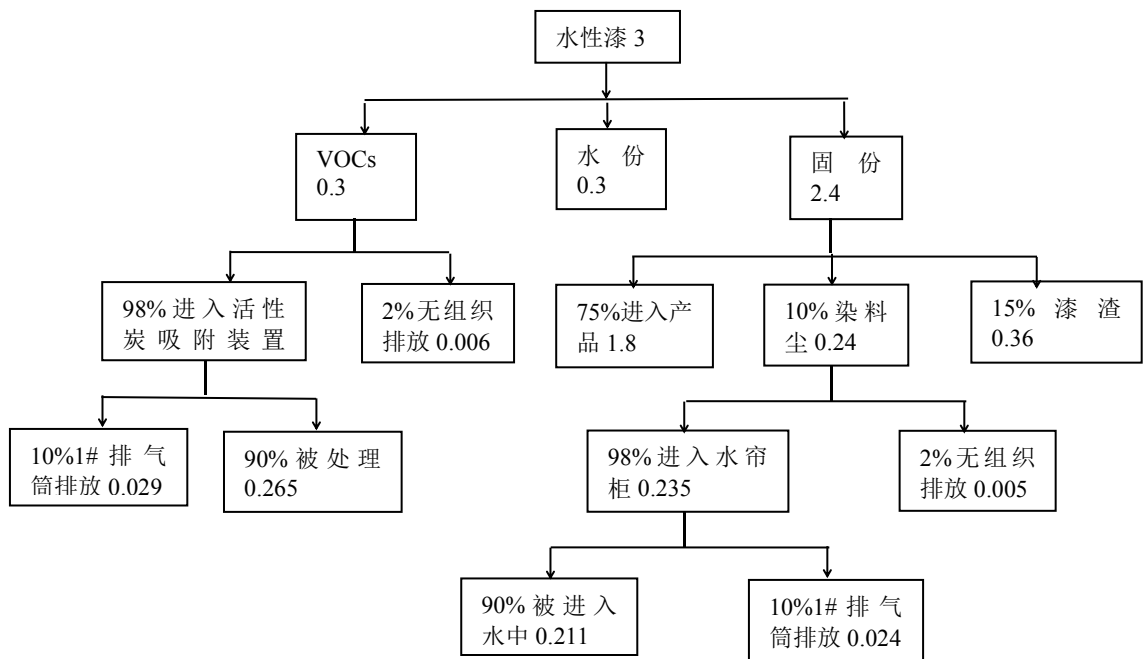 水性漆 3
VOCs
0.3
水 份
0.3
固 份
2.4
98%进入活性
炭吸附装置
2%无组织
排放 0.006
75%进入产
品 1.8
10%染料
尘 0.24
15% 漆渣
0.36
10%1#排气
筒排放 0.029
90%被处理
0.265
98%进入水帘
柜 0.235
2%无组织
排放 0.005
90%被进入
水中 0.211
10%1#排气
筒排放 0.024